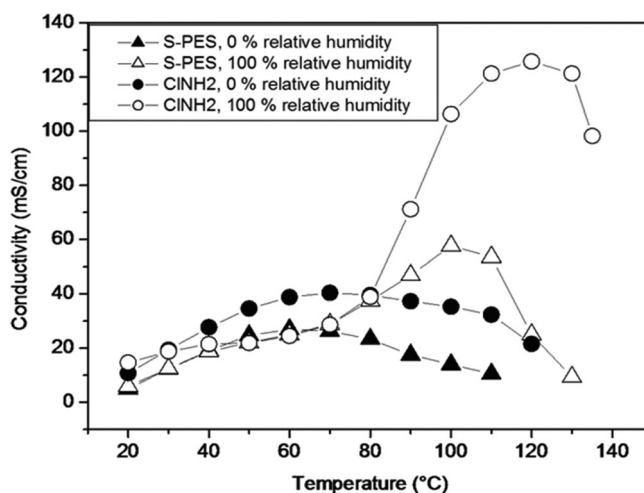 140
120
100
80
60
40
20
0
Conductivity (mS/cm)
S-PES, 0 % relative humidity
S-PES, 100 % relative humidity
ClNH2, 0 % relative humidity
ClNH2, 100 % relative humidity
20 40 60 80 100 120 140
Temperature (°C)